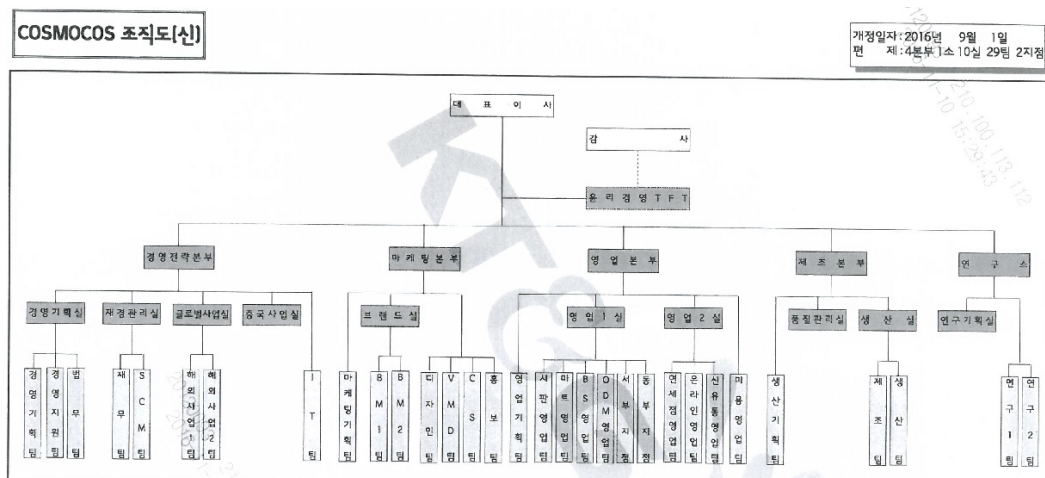 COSMOCOS 조직도(신)
개정일자:2016년 9월 1일
편 제:4본부 1소 10실 29팀 2지점
대 표 이 사
감 사
윤리경영TFT
경영전략본부
마케팅본부
영업본부
제조본부
연구소
경영기획실
재경관리실
글로벌사업실
중국사업실
브랜드실
영업1실
영업2실
품질관리실
생산실
연구기획실
경영기획팀
경영지원팀
법무팀
재무팀
SCM팀
해외사업1팀
해외사업2팀
IT팀
마케팅기획팀
BM1팀
BM2팀
디자인팀
VMD팀
CS팀
홍보팀
영업기획팀
시판영업팀
마트영업팀
BS영업팀
ODM영업팀
서부지점
동부지점
면세점영업팀
온라인영업팀
신유통영업팀
미용영업팀
생산기획팀
제조팀
생산팀
연구1팀
연구2팀
KT&G
210.100.113.112
15:29:43